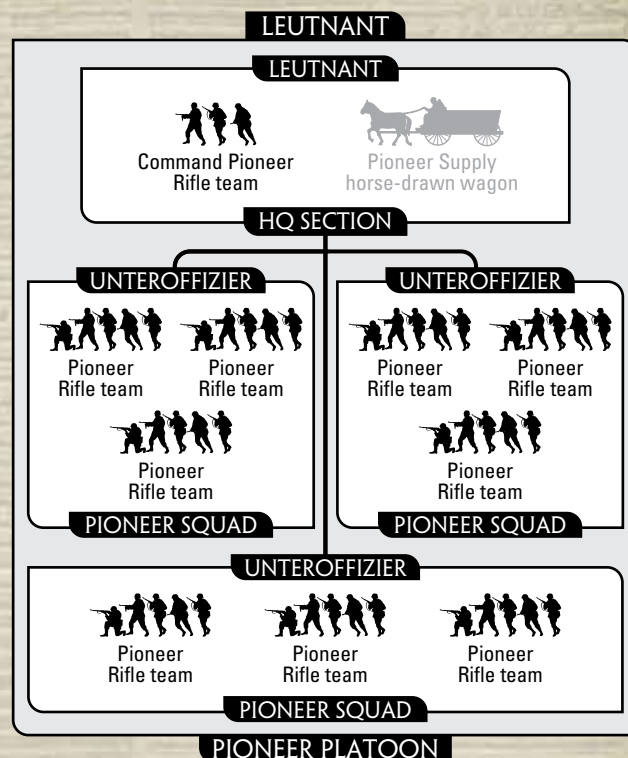 LEUTNANT
LEUTNANT
Command Pioneer
Rifle team
Pioneer Supply
horse-drawn wagon
HQ SECTION
UNTEROFFIZIER
Pioneer
Rifle team
Pioneer
Rifle team
Pioneer
Rifle team
PIONEER SQUAD
UNTEROFFIZIER
Pioneer
Rifle team
Pioneer
Rifle team
Pioneer
Rifle team
PIONEER SQUAD
UNTEROFFIZIER
Pioneer
Rifle team
Pioneer
Rifle team
Pioneer
Rifle team
PIONEER SQUAD
PIONEER PLATOON